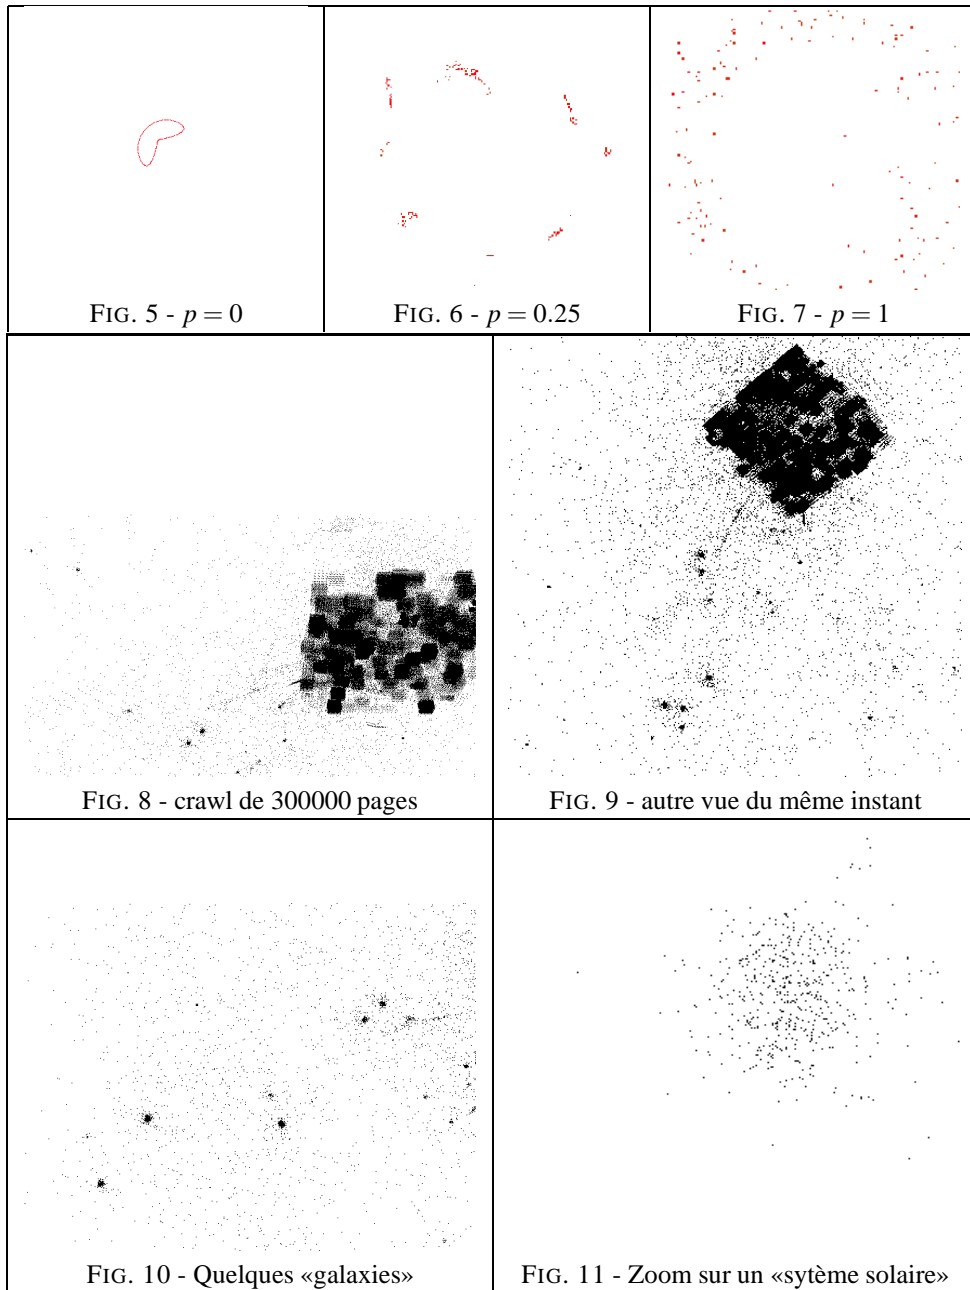 FIG. 5 - p = 0
FIG. 6 - p = 0.25
FIG. 7 - p = 1
FIG. 8 - crawl de 300000 pages
FIG. 9 - autre vue du même instant
FIG. 10 - Quelques «galaxies»
FIG. 11 - Zoom sur un «sytème solaire»